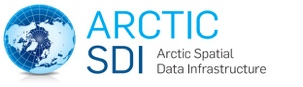 ARCTIC
SDI Arctic Spatial
Data Infrastructure